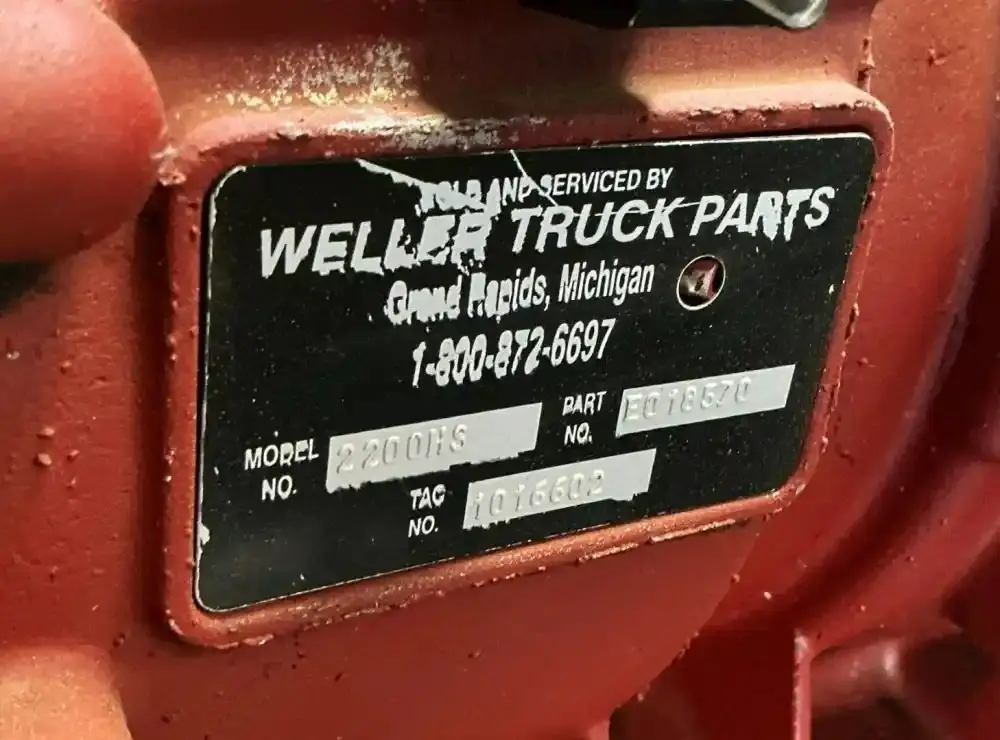 SOLD AND SERVICED BY
WELLER TRUCK PARTS
Grand Rapids, Michigan
1-800-872-6697
MODEL NO. 2200HS
PART NO. E018570
TAG NO. 1016602